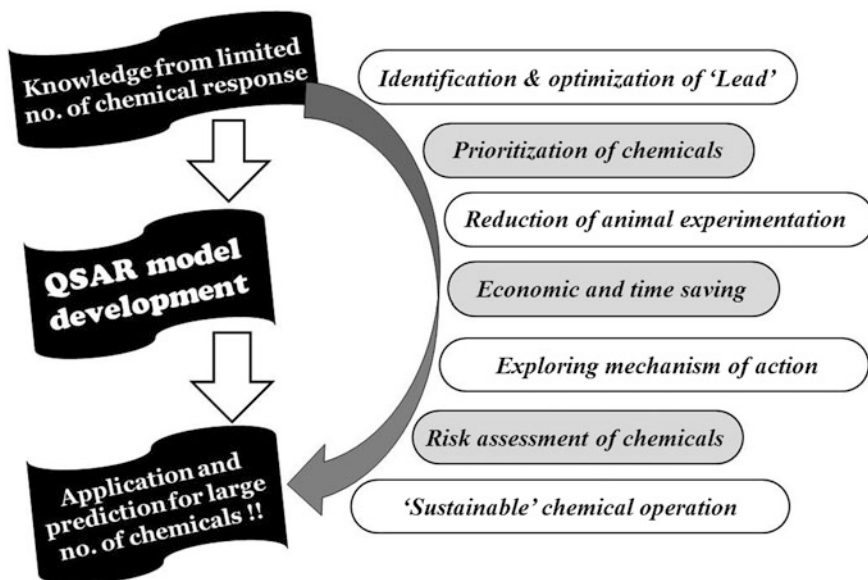 Knowledge from limited
no. of chemical response
QSAR model
development
Application and
prediction for large
no. of chemicals !!
Identification & optimization of ‘Lead’
Prioritization of chemicals
Reduction of animal experimentation
Economic and time saving
Exploring mechanism of action
Risk assessment of chemicals
‘Sustainable’ chemical operation